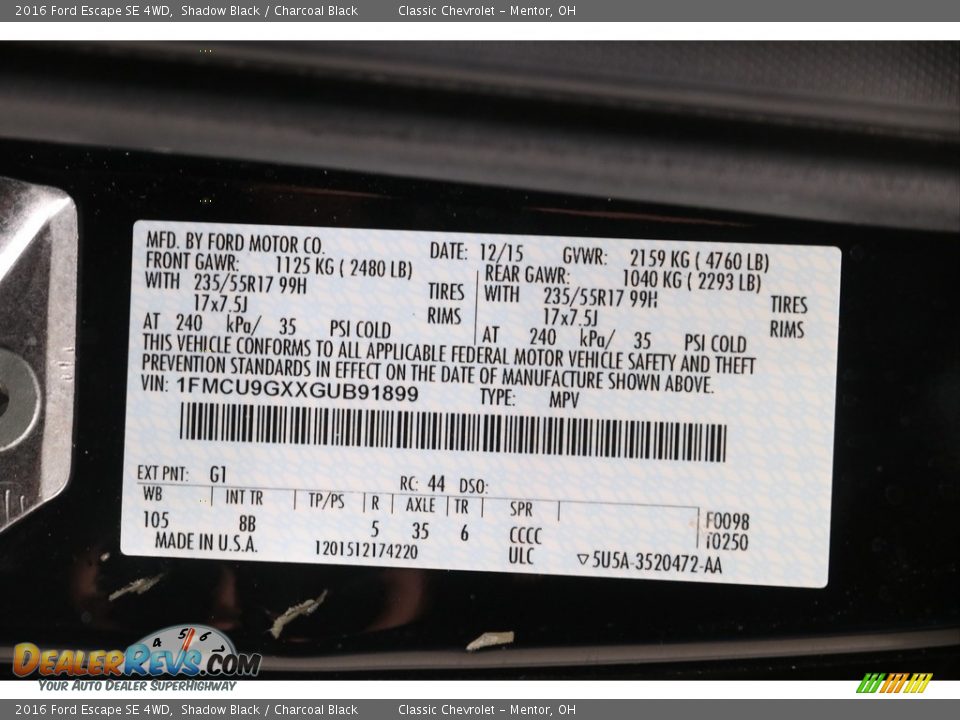 2016 Ford Escape SE 4WD, Shadow Black / Charcoal Black Classic Chevrolet - Mentor, OH
MFD. BY FORD MOTOR CO. DATE: 12/15 GVWR: 2159 KG ( 4760 LB)
FRONT GAWR: 1125 KG ( 2480 LB) REAR GAWR: 1040 KG ( 2293 LB)
WITH 235/55R17 99H TIRES WITH 235/55R17 99H TIRES
17x7.5J RIMS 17x7.5J RIMS
AT 240 kPa/ 35 PSI COLD AT 240 kPa/ 35 PSI COLD
THIS VEHICLE CONFORMS TO ALL APPLICABLE FEDERAL MOTOR VEHICLE SAFETY AND THEFT
PREVENTION STANDARDS IN EFFECT ON THE DATE OF MANUFACTURE SHOWN ABOVE.
VIN: 1FMCU9GXXGUB91899 TYPE: MPV
EXT PNT: G1 RC: 44 DSO:
WB INT TR TP/PS R AXLE TR SPR F0098
105 8B 5 35 6 CCCC T0250
MADE IN U.S.A. 1201512174220 ULC ▽5U5A-3520472-AA
4 5 6
DEALERREVS.COM
YOUR AUTO DEALER SUPERHIGHWAY
2016 Ford Escape SE 4WD, Shadow Black / Charcoal Black Classic Chevrolet - Mentor, OH